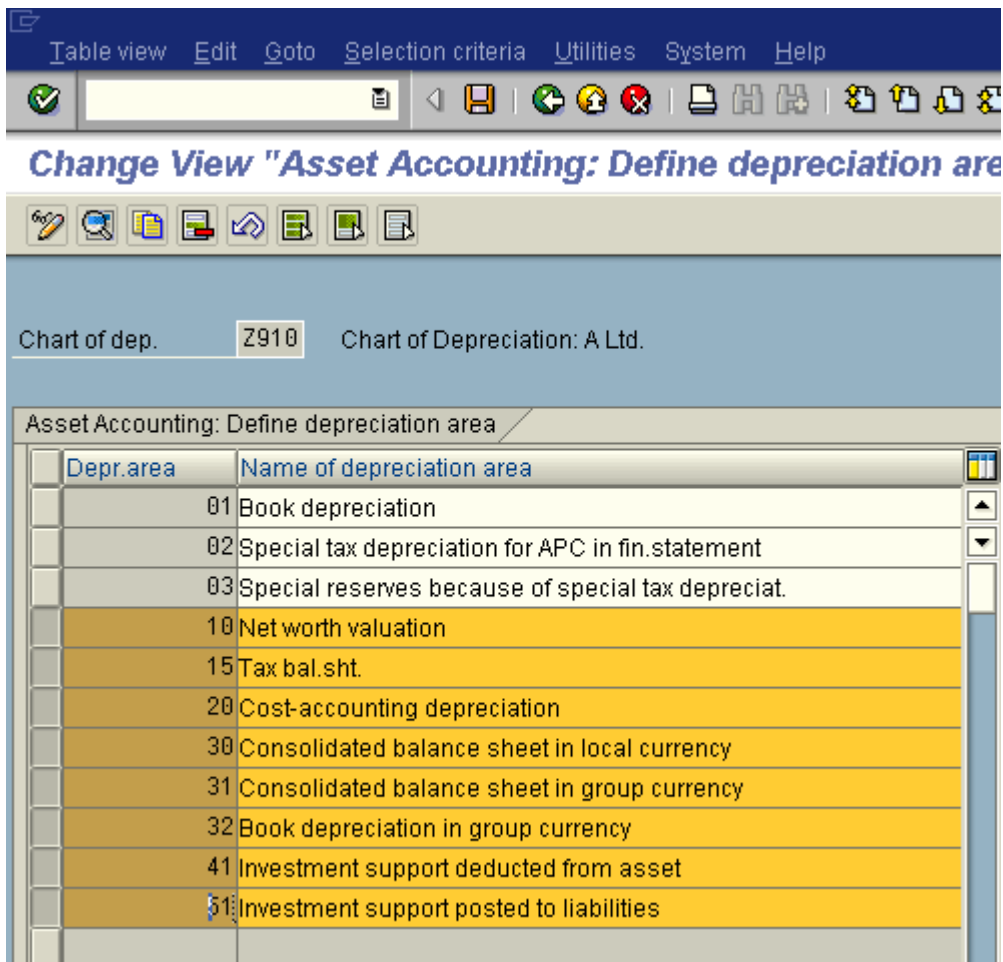 Table view Edit Goto Selection criteria Utilities System Help
Change View "Asset Accounting: Define depreciation are
Chart of dep. Z910 Chart of Depreciation: A Ltd.
Asset Accounting: Define depreciation area
Depr.area Name of depreciation area
01 Book depreciation
02 Special tax depreciation for APC in fin.statement
03 Special reserves because of special tax depreciat.
10 Net worth valuation
15 Tax bal.sht.
20 Cost-accounting depreciation
30 Consolidated balance sheet in local currency
31 Consolidated balance sheet in group currency
32 Book depreciation in group currency
41 Investment support deducted from asset
51 Investment support posted to liabilities